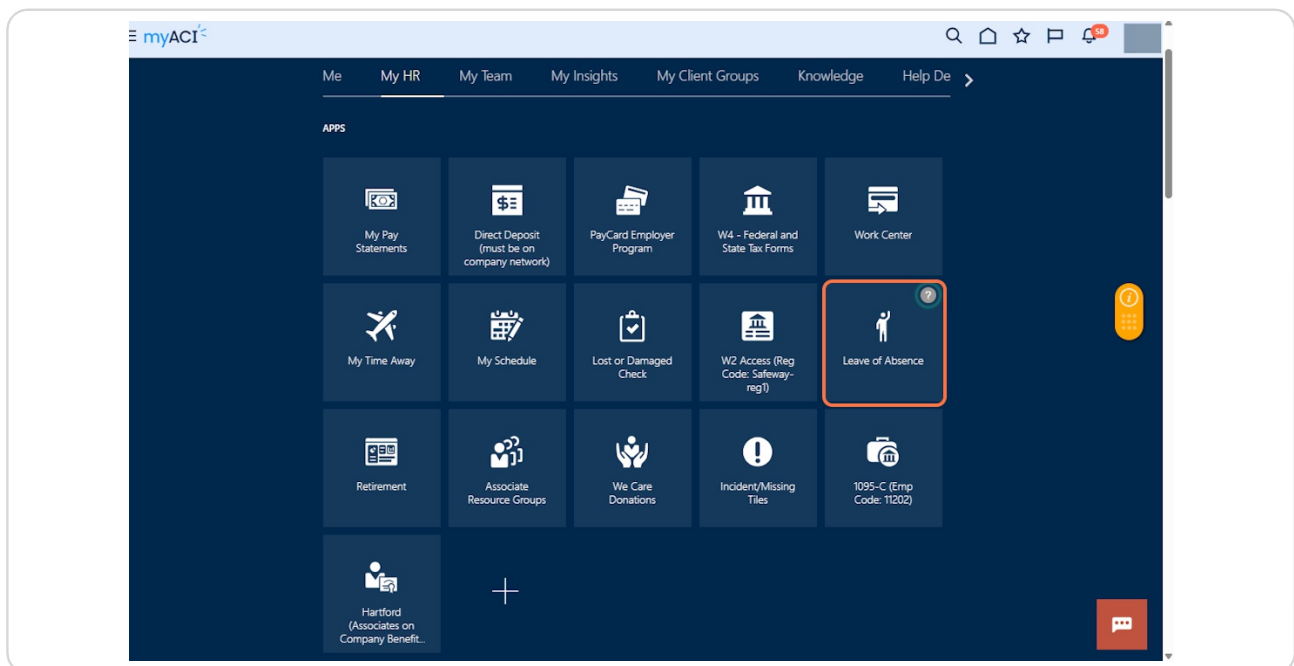 myACI
58
Me My HR My Team My Insights My Client Groups Knowledge Help De
APPS
My Pay
Statements
Direct Deposit
(must be on
company network)
PayCard Employer
Program
W4 - Federal and
State Tax Forms
Work Center
My Time Away
My Schedule
Lost or Damaged
Check
W2 Access (Reg
Code: Safeway-
reg1)
?
Leave of Absence
Retirement
Associate
Resource Groups
We Care
Donations
Incident/Missing
Tiles
1095-C (Emp
Code: 11202)
Hartford
(Associates on
Company Benefit...